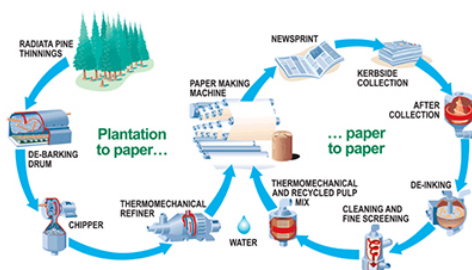 RADIATA PINE
THINNINGS
DE-BARKING
DRUM
CHIPPER
THERMOMECHANICAL
REFINER
Plantation
to paper...
PAPER MAKING
MACHINE
WATER
NEWSPRINT
KERBSIDE
COLLECTION
AFTER
COLLECTION
... paper
to paper
DE-INKING
CLEANING AND
FINE SCREENING
THERMOMECHANICAL
AND RECYCLED PULP
MIX